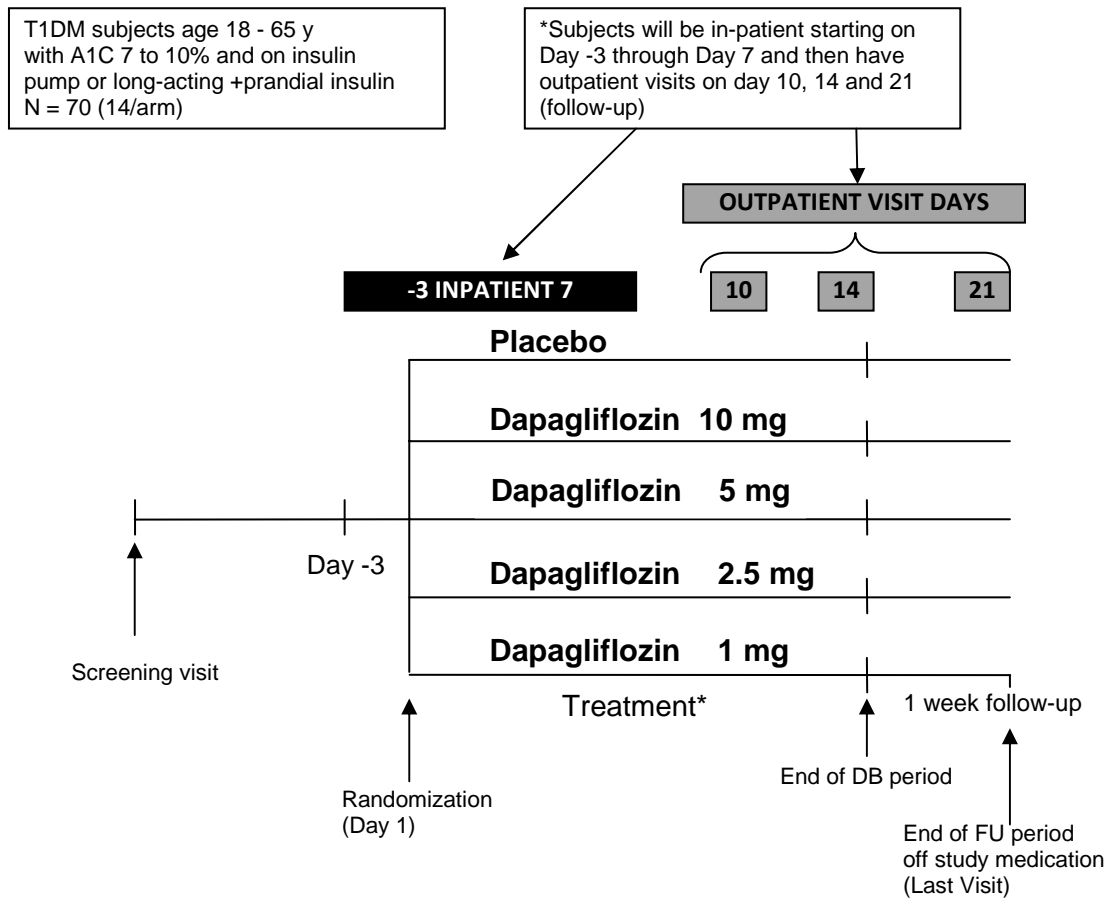 T1DM subjects age 18 - 65 y
with A1C 7 to 10% and on insulin
pump or long-acting +prandial insulin
N = 70 (14/arm)
*Subjects will be in-patient starting on
Day -3 through Day 7 and then have
outpatient visits on day 10, 14 and 21
(follow-up)
OUTPATIENT VISIT DAYS
-3 INPATIENT 7
10
14
21
Placebo
Dapagliflozin 10 mg
Dapagliflozin 5 mg
Day -3
Dapagliflozin 2.5 mg
Screening visit
Dapagliflozin 1 mg
Treatment*
1 week follow-up
End of DB period
Randomization
(Day 1)
End of FU period
off study medication
(Last Visit)